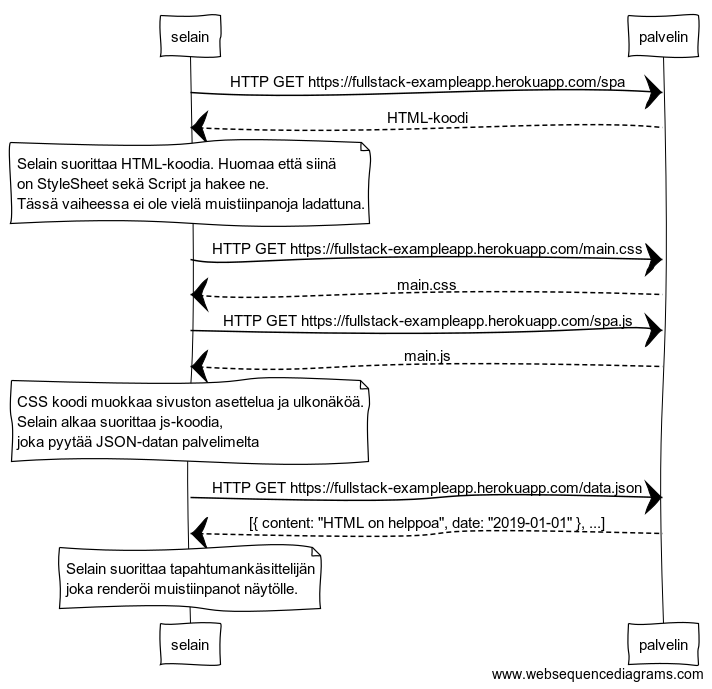 selain
palvelin
HTTP GET https://fullstack-exampleapp.herokuapp.com/spa
HTML-koodi
Selain suorittaa HTML-koodia. Huomaa että siinä
on StyleSheet sekä Script ja hakee ne.
Tässä vaiheessa ei ole vielä muistiinpanoja ladattuna.
HTTP GET https://fullstack-exampleapp.herokuapp.com/main.css
main.css
HTTP GET https://fullstack-exampleapp.herokuapp.com/spa.js
main.js
CSS koodi muokkaa sivuston asettelua ja ulkonäköä.
Selain alkaa suorittaa js-koodia,
joka pyytää JSON-datan palvelimelta
HTTP GET https://fullstack-exampleapp.herokuapp.com/data.json
[{ content: "HTML on helppoa", date: "2019-01-01" }, ...]
Selain suorittaa tapahtumankäsittelijän
joka renderöi muistiinpanot näytölle.
selain
palvelin
www.websequencediagrams.com